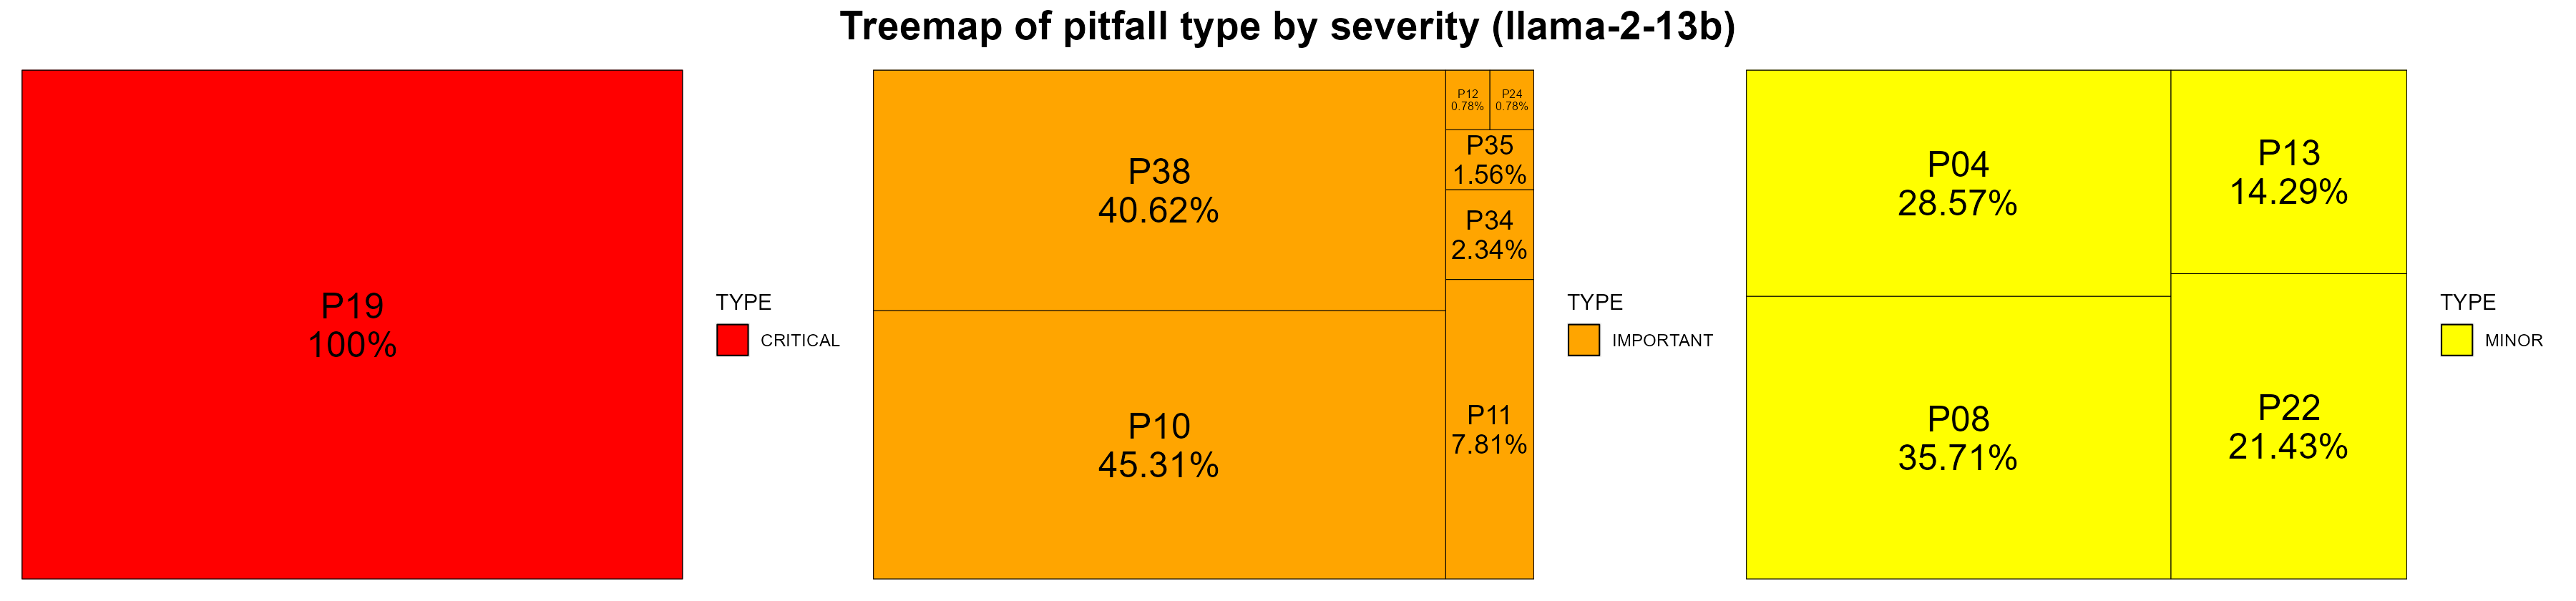 Treemap of pitfall type by severity (llama-2-13b)
P19
100%
TYPE
CRITICAL
P38
40.62%
P10
45.31%
P12
0.78%
P24
0.78%
P35
1.56%
P34
2.34%
P11
7.81%
TYPE
IMPORTANT
P04
28.57%
P08
35.71%
P13
14.29%
P22
21.43%
TYPE
MINOR